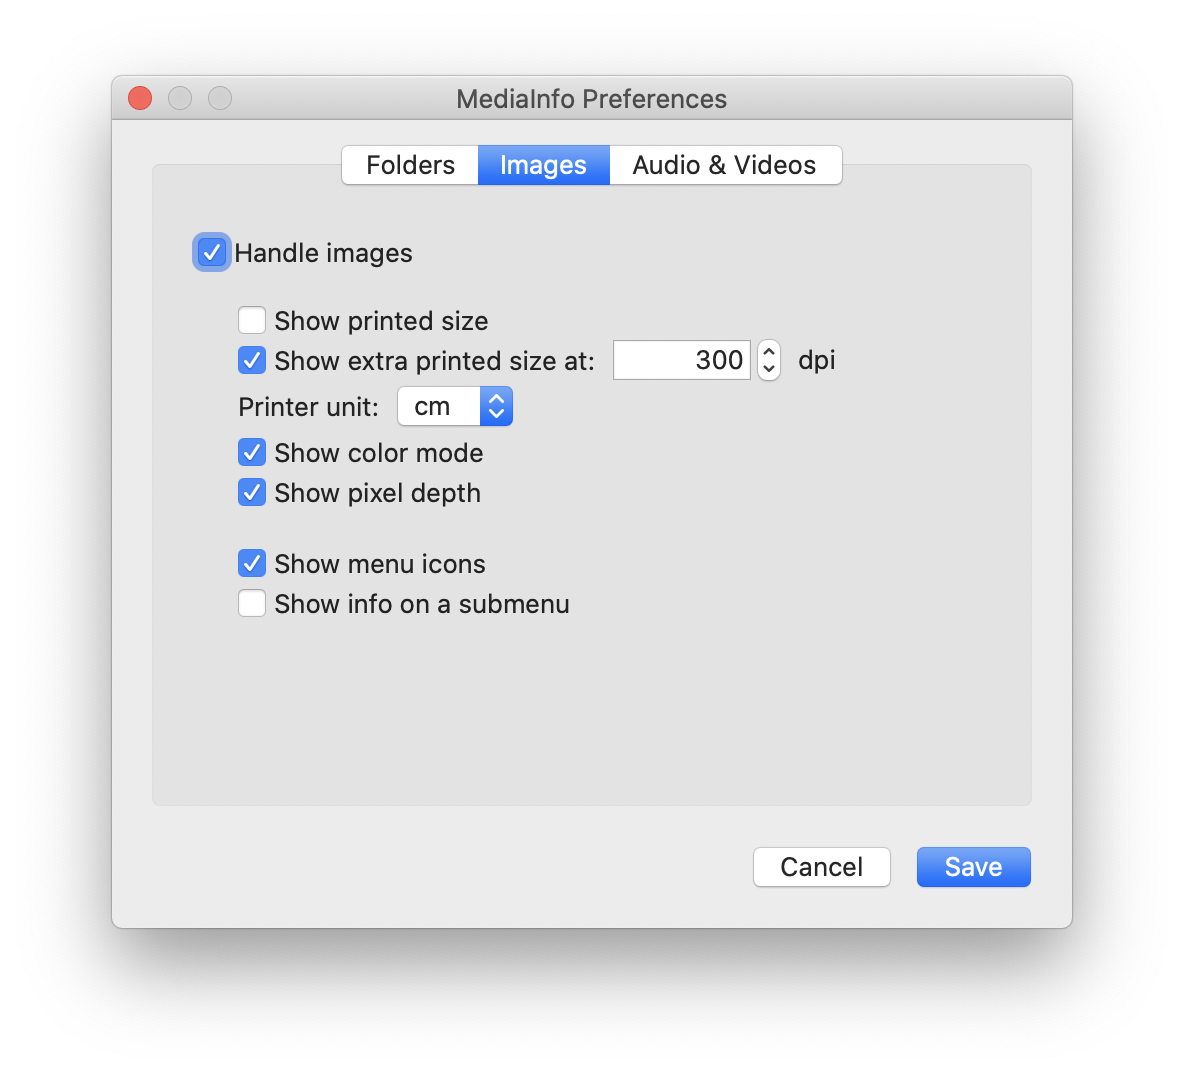 MediaInfo Preferences
Folders Images Audio & Videos
Handle images
Show printed size
Show extra printed size at: 300 dpi
Printer unit: cm
Show color mode
Show pixel depth
Show menu icons
Show info on a submenu
Cancel Save